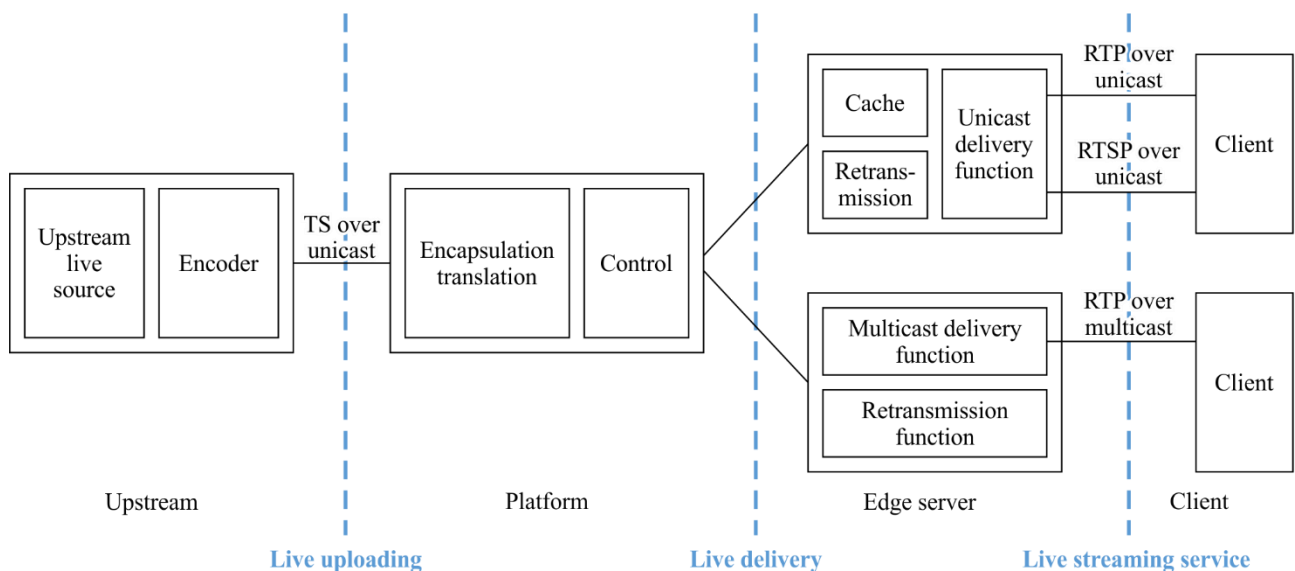 Upstream
live
source
Encoder
TS over
unicast
Encapsulation
translation
Control
Cache
Retrans-
mission
Unicast
delivery
function
RTP over
unicast
RTSP over
unicast
Client
Multicast delivery
function
Retransmission
function
RTP over
multicast
Client
Upstream
Platform
Edge server
Client
Live uploading
Live delivery
Live streaming service